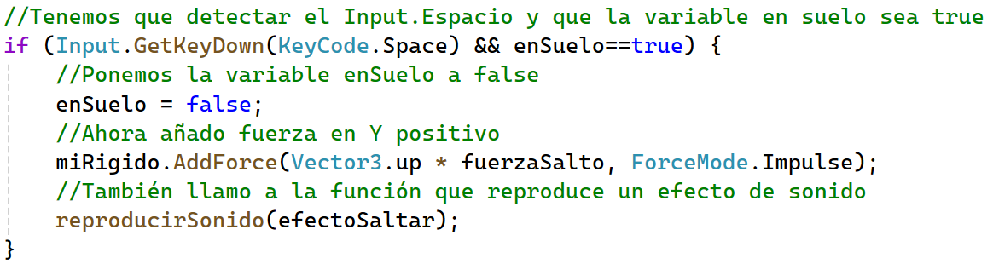 //Tenemos que detectar el Input.Espacio y que la variable en suelo sea true
if (Input.GetKeyDown(KeyCode.Space) && enSuelo==true) {
//Ponemos la variable enSuelo a false
enSuelo = false;
//Ahora añado fuerza en Y positivo
miRigido.AddForce(Vector3.up * fuerzaSalto, ForceMode.Impulse);
//También llamo a la función que reproduce un efecto de sonido
reproducirSonido(efectoSaltar);
}